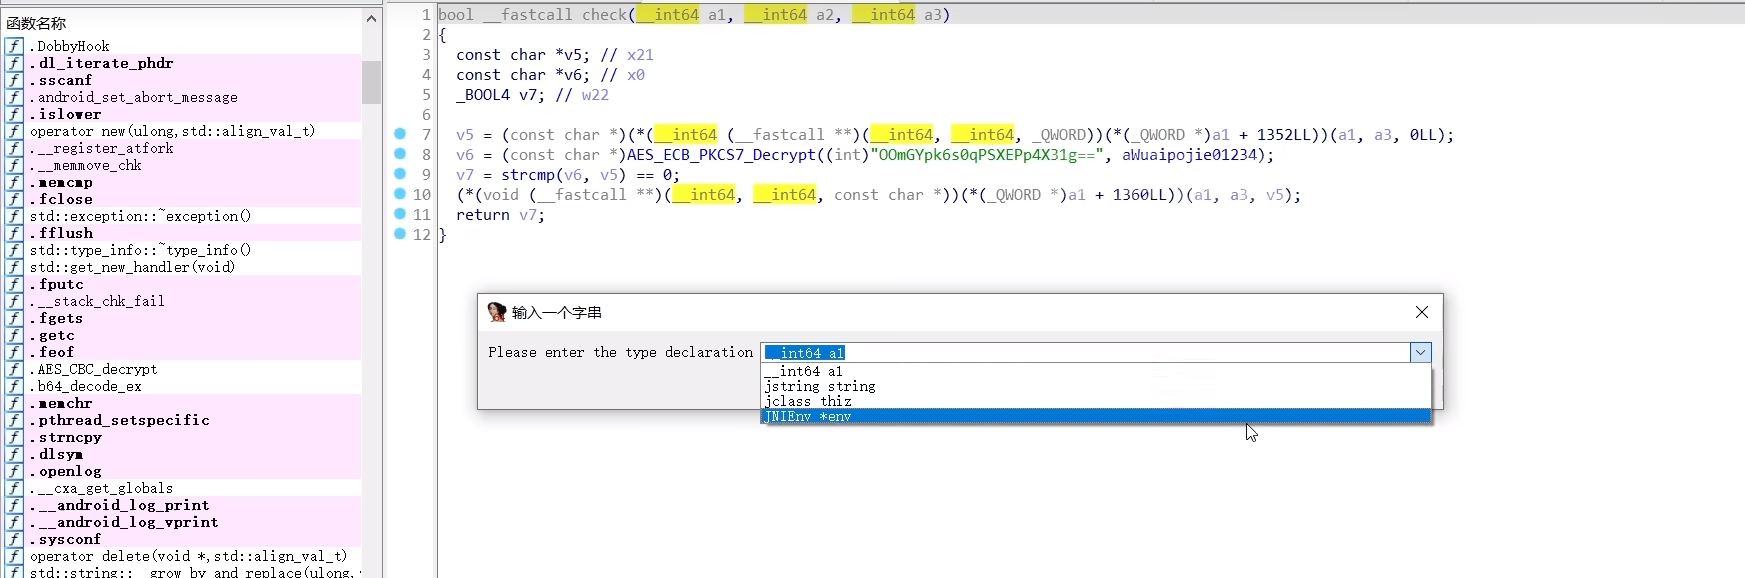 函数名称
.DobbyHook
.dl_iterate_phdr
.sscanf
.android_set_abort_message
.islower
operator new(ulong,std::align_val_t)
.__register_atfork
.__memmove_chk
.memcmp
.fclose
std::exception::~exception()
.fflush
std::type_info::~type_info()
std::get_new_handler(void)
.fputc
.__stack_chk_fail
.fgets
.getc
.feof
.AES_CBC_decrypt
.b64_decode_ex
.memchr
.pthread_setspecific
.strncpy
.dlsym
.openlog
.__cxa_get_globals
.__android_log_print
.__android_log_vprint
.sysconf
operator delete(void *,std::align_val_t)
std::string::__grow_by_and_replace(ulong,
1 bool __fastcall check(__int64 a1, __int64 a2, __int64 a3)
2 {
3 const char *v5; // x21
4 const char *v6; // x0
5 _BOOL4 v7; // w22
6
7 v5 = (const char *)(*(__int64 (__fastcall **)(__int64, __int64, _QWORD))(*(_QWORD *)a1 + 1352LL))(a1, a3, 0LL);
8 v6 = (const char *)AES_ECB_PKCS7_Decrypt((int)"OOmGYpk6s0qPSXEPp4X31g==", aWuaipojie01234);
9 v7 = strcmp(v6, v5) == 0;
10 (*(void (__fastcall **)(__int64, __int64, const char *))(*(_QWORD *)a1 + 1360LL))(a1, a3, v5);
11 return v7;
12 }
输入一个字串
Please enter the type declaration __int64 a1
__int64 a1
jstring string
jclass thiz
JNIEnv *env